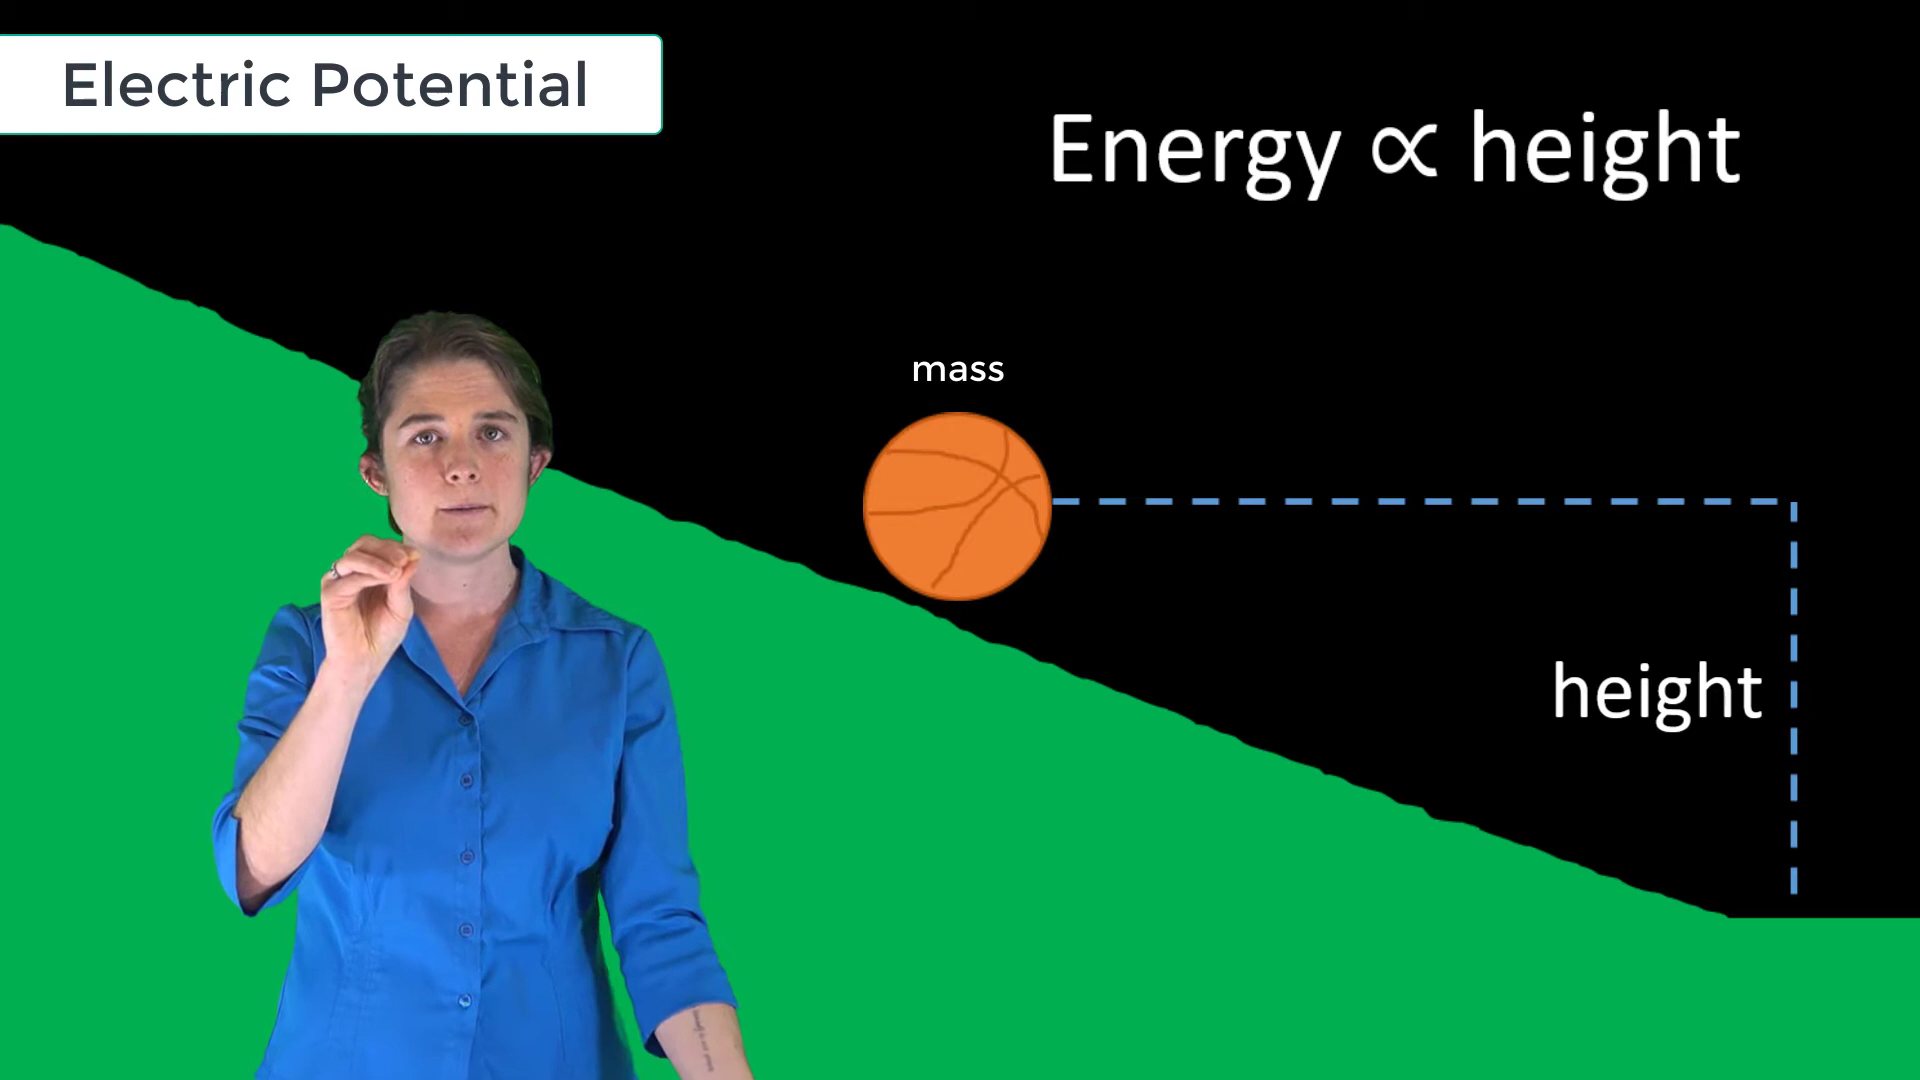 Electric Potential
Energy ∝ height
mass
height